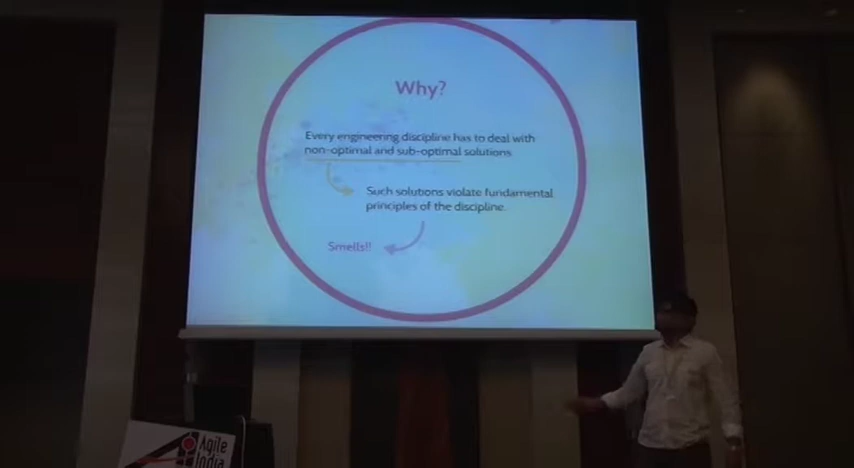 Why?
Every engineering discipline has to deal with
non-optimal and sub-optimal solutions.
Such solutions violate fundamental
principles of the discipline.
Smells!!
Agile
India